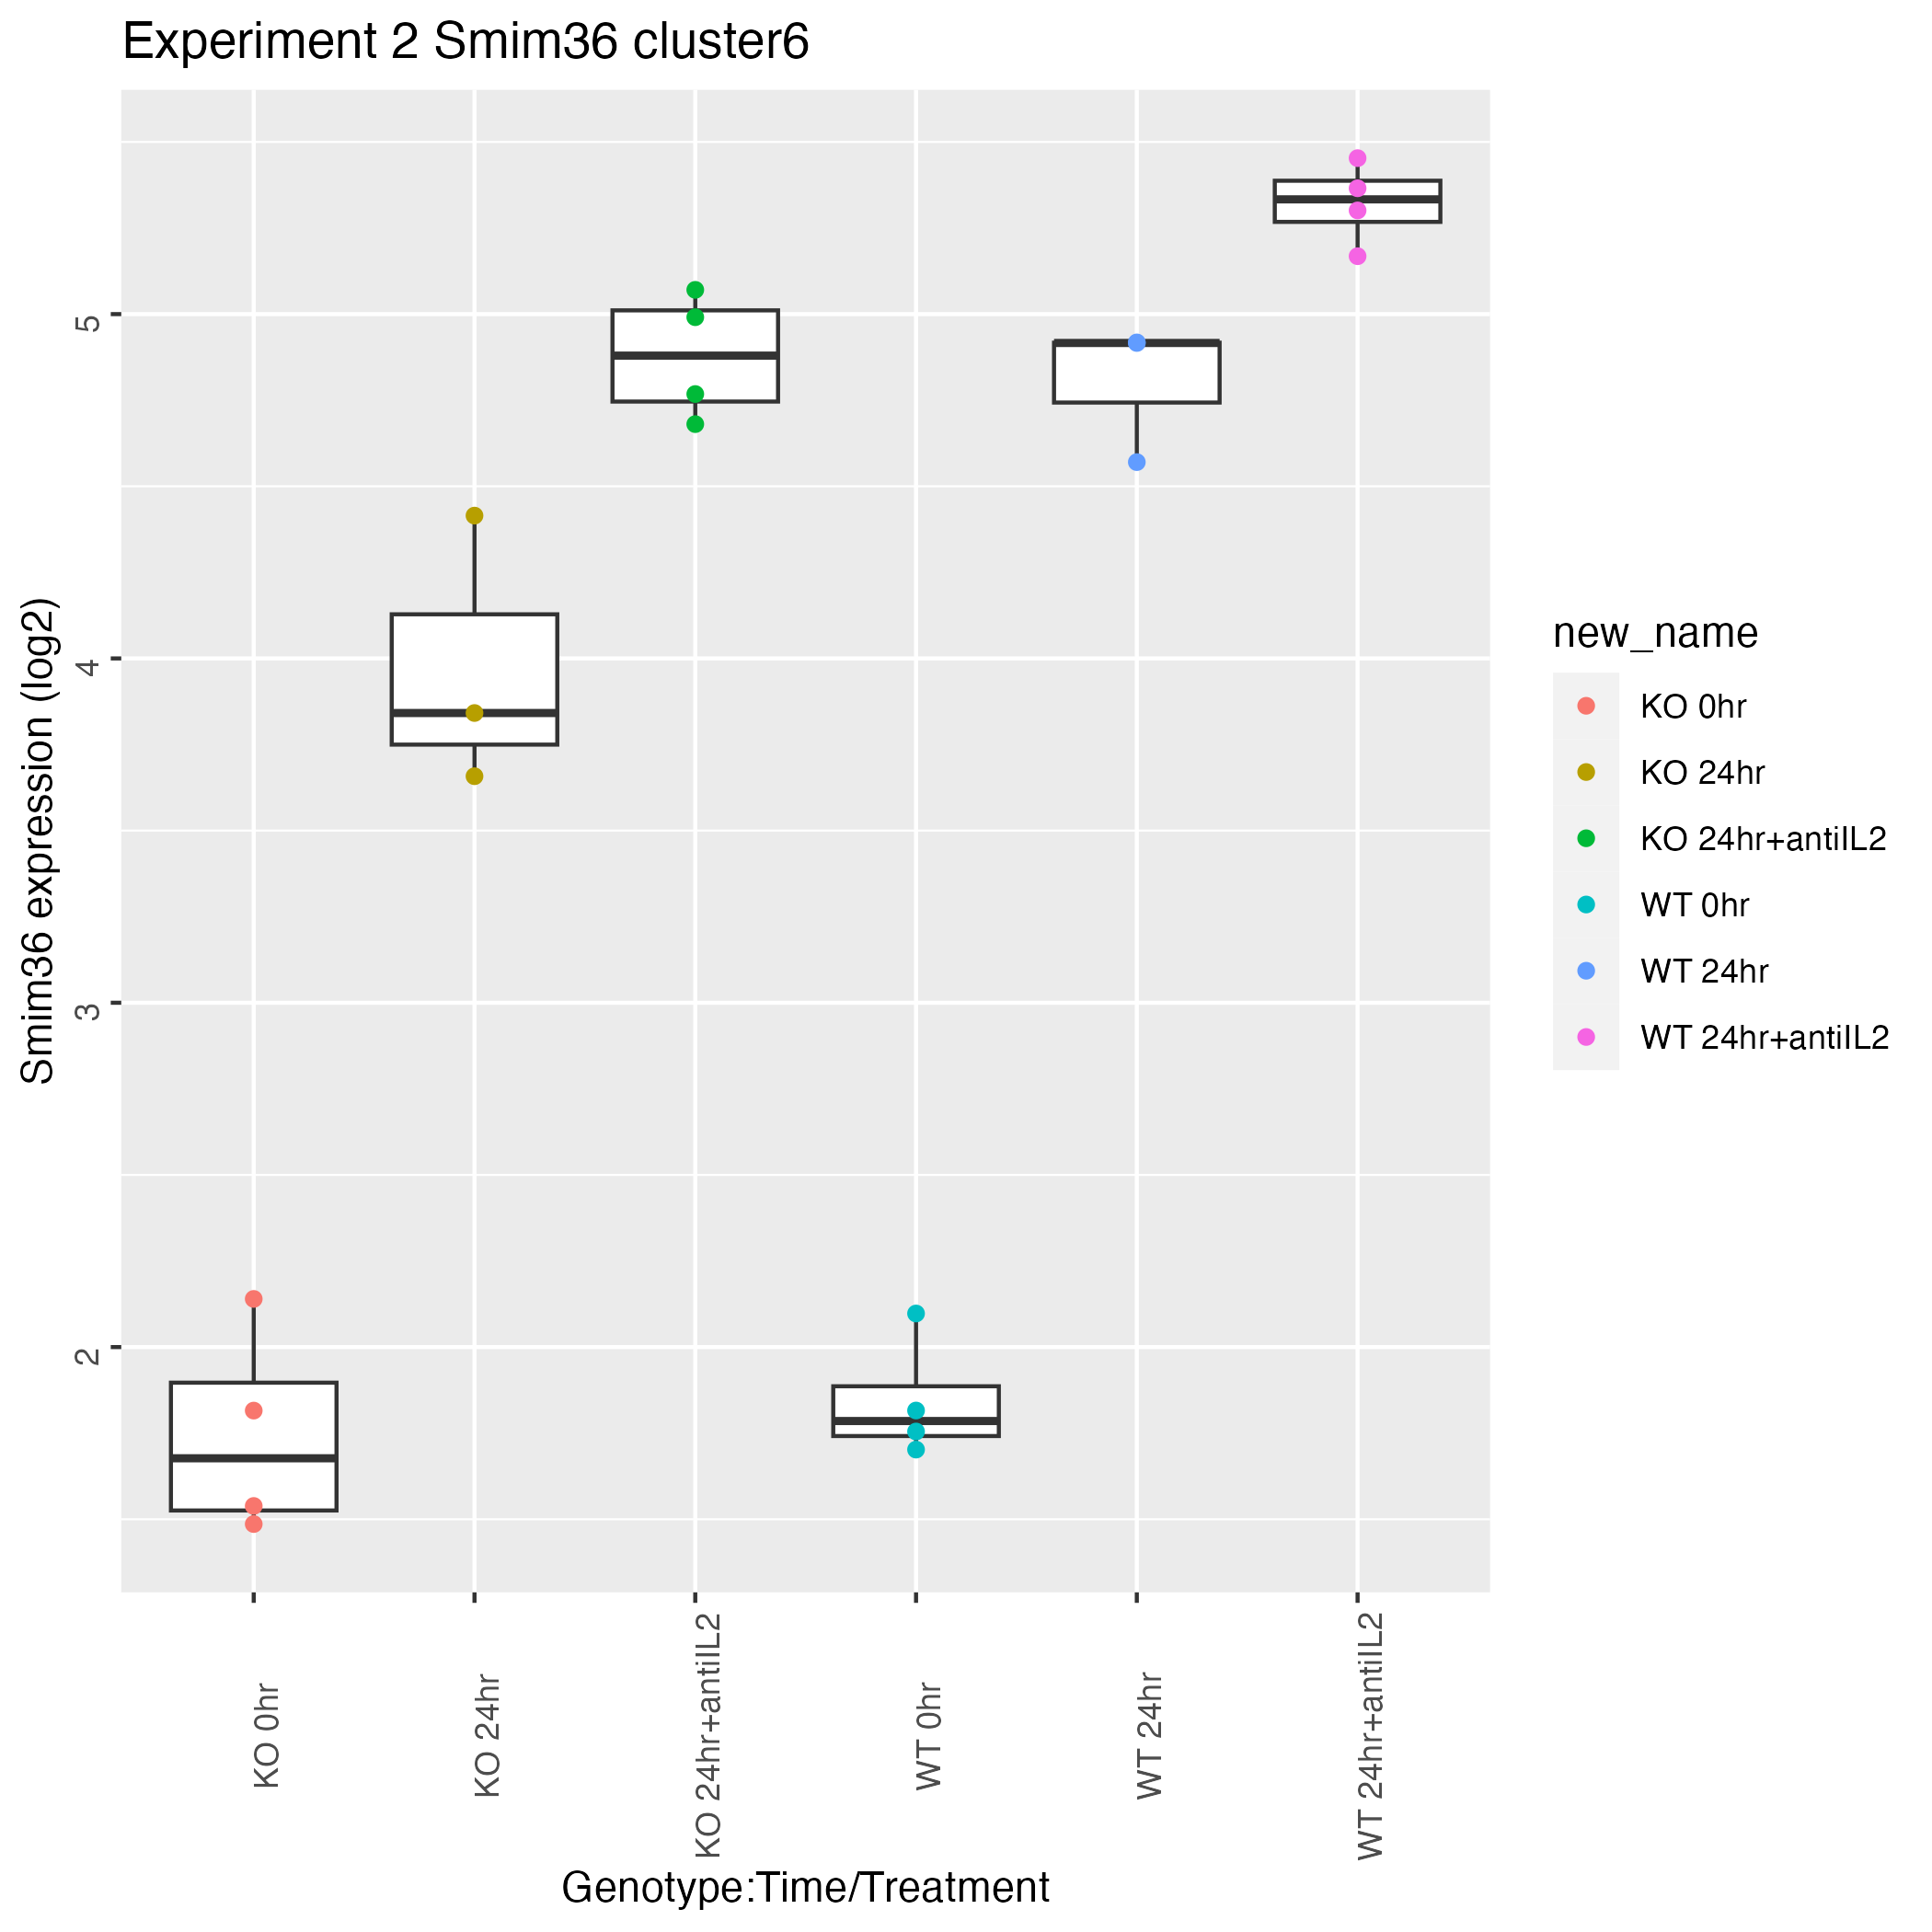 Experiment 2 Smim36 cluster6
Smim36 expression (log2)
5
4
3
2
KO 0hr
KO 24hr
KO 24hr+antiIL2
WT 0hr
WT 24hr
WT 24hr+antiIL2
Genotype:Time/Treatment
new_name
KO 0hr
KO 24hr
KO 24hr+antiIL2
WT 0hr
WT 24hr
WT 24hr+antiIL2